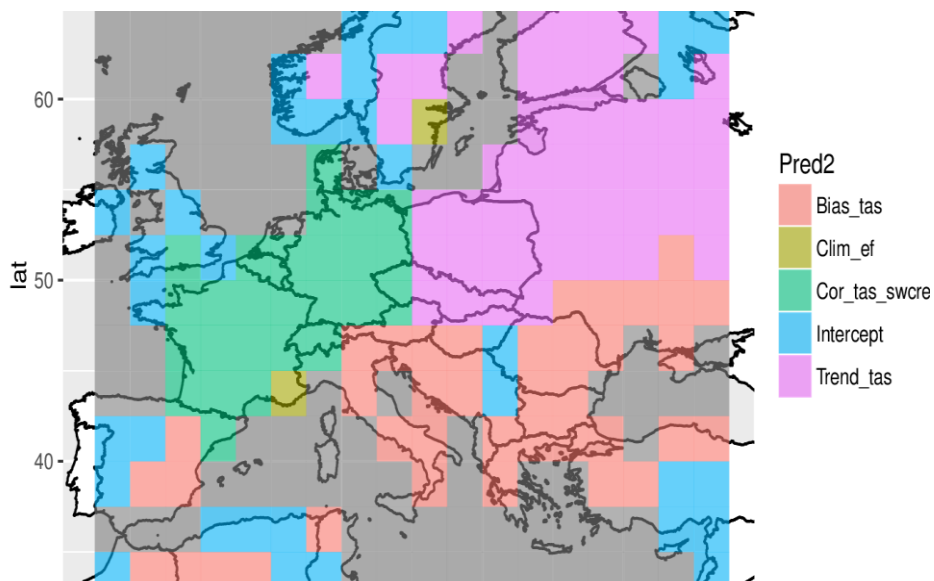 lat
60
50
40
Pred2
Bias_tas
Clim_ef
Cor_tas_swcre
Intercept
Trend_tas